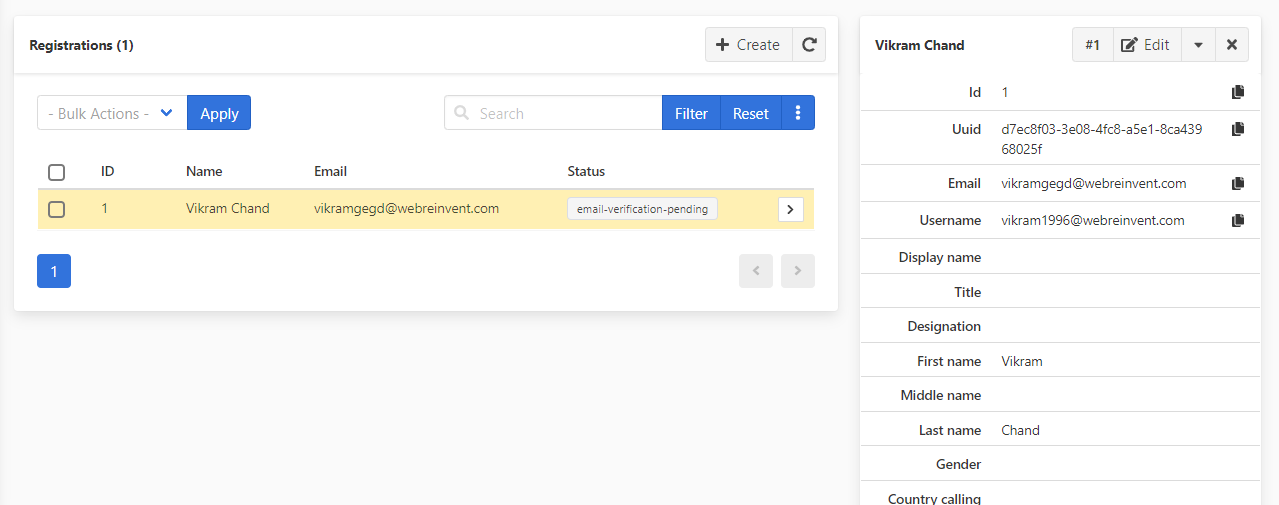 Registrations (1)
Create
- Bulk Actions -
Apply
Search
Filter
Reset
ID Name Email Status
1 Vikram Chand vikramgegd@webreinvent.com email-verification-pending
1
Vikram Chand
#1 Edit
Id 1
Uuid d7ec8f03-3e08-4fc8-a5e1-8ca439
68025f
Email vikramgegd@webreinvent.com
Username vikram1996@webreinvent.com
Display name
Title
Designation
First name Vikram
Middle name
Last name Chand
Gender
Country calling